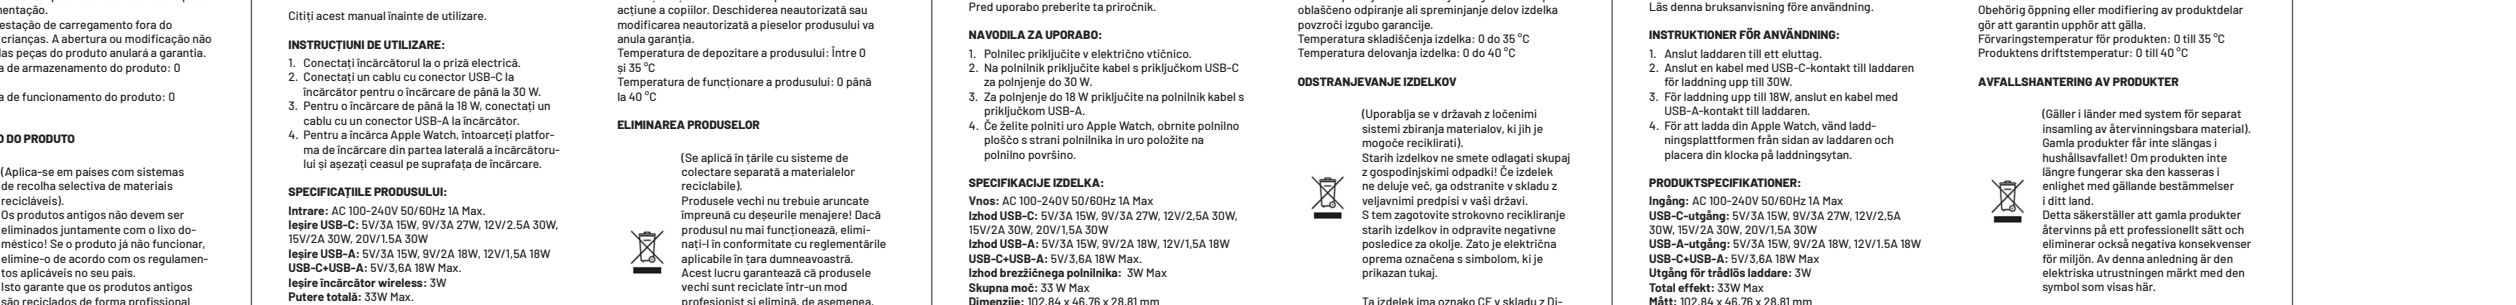 mentação.
estação de carregamento fora do
crianças. A abertura ou modificação não
das peças do produto anulará a garantia.
a de armazenamento do produto: 0
a de funcionamento do produto: 0
O DO PRODUTO
(Aplica-se em países com sistemas
de recolha selectiva de materiais
recicláveis).
Os produtos antigos não devem ser
eliminados juntamente com o lixo do-
méstico! Se o produto já não funcionar,
elimine-o de acordo com os regulamen-
tos aplicáveis no seu país.
Isto garante que os produtos antigos
são reciclados de forma profissional
Citiți acest manual înainte de utilizare.
INSTRUCȚIUNI DE UTILIZARE:
1. Conectați încărcătorul la o priză electrică.
2. Conectați un cablu cu conector USB-C la
încărcător pentru o încărcare de până la 30 W.
3. Pentru o încărcare de până la 18 W, conectați un
cablu cu un conector USB-A la încărcător.
4. Pentru a încărca Apple Watch, întoarceți platfor-
ma de încărcare din partea laterală a încărcătoru-
lui și așezați ceasul pe suprafața de încărcare.
SPECIFICAȚIILE PRODUSULUI:
Intrare: AC 100-240V 50/60Hz 1A Max.
Ieșire USB-C: 5V/3A 15W, 9V/3A 27W, 12V/2.5A 30W,
15V/2A 30W, 20V/1.5A 30W
Ieșire USB-A: 5V/3A 15W, 9V/2A 18W, 12V/1,5A 18W
USB-C+USB-A: 5V/3,6A 18W Max.
Ieșire încărcător wireless: 3W
Putere totală: 33W Max.
acțiune a copiilor. Deschiderea neautorizată sau
modificarea neautorizată a pieselor produsului va
anula garanția.
Temperatura de depozitare a produsului: Între 0
și 35 °C
Temperatura de funcționare a produsului: 0 până
la 40 °C
ELIMINAREA PRODUSELOR
(Se aplică în țările cu sisteme de
colectare separată a materialelor
reciclabile).
Produsele vechi nu trebuie aruncate
împreună cu deșeurile menajere! Dacă
produsul nu mai funcționează, elimi-
nați-l în conformitate cu reglementările
aplicabile în țara dumneavoastră.
Acest lucru garantează că produsele
vechi sunt reciclate într-un mod
profesionist și elimină, de asemenea,
Pred uporabo preberite ta priročnik.
NAVODILA ZA UPORABO:
1. Polnilec priključite v električno vtičnico.
2. Na polnilnik priključite kabel s priključkom USB-C
za polnjenje do 30 W.
3. Za polnjenje do 18 W priključite na polnilnik kabel s
priključkom USB-A.
4. Če želite polniti uro Apple Watch, obrnite polnilno
ploščo s strani polnilnika in uro položite na
polnilno površino.
SPECIFIKACIJE IZDELKA:
Vnos: AC 100-240V 50/60Hz 1A Max
Izhod USB-C: 5V/3A 15W, 9V/3A 27W, 12V/2,5A 30W,
15V/2A 30W, 20V/1,5A 30W
Izhod USB-A: 5V/3A 15W, 9V/2A 18W, 12V/1,5A 18W
USB-C+USB-A: 5V/3,6A 18W Max.
Izhod brezžičnega polnilnika: 3W Max
Skupna moč: 33 W Max
Dimenzije: 102,84 x 46,76 x 28,81 mm
oblaščeno odpiranje ali spreminjanje delov izdelka
povzroči izgubo garancije.
Temperatura skladiščenja izdelka: 0 do 35 °C
Temperatura delovanja izdelka: 0 do 40 °C
ODSTRANJEVANJE IZDELKOV
(Uporablja se v državah z ločenimi
sistemi zbiranja materialov, ki jih je
mogoče reciklirati).
Starih izdelkov ne smete odlagati skupaj
z gospodinjskimi odpadki! Če izdelek
ne deluje več, ga odstranite v skladu z
veljavnimi predpisi v vaši državi.
S tem zagotovite strokovno recikliranje
starih izdelkov in odpravite negativne
posledice za okolje. Zato je električna
oprema označena s simbolom, ki je
prikazan tukaj.
Ta izdelek ima oznako CE v skladu z Di-
Läs denna bruksanvisning före användning.
INSTRUKTIONER FÖR ANVÄNDNING:
1. Anslut laddaren till ett eluttag.
2. Anslut en kabel med USB-C-kontakt till laddaren
för laddning upp till 30W.
3. För laddning upp till 18W, anslut en kabel med
USB-A-kontakt till laddaren.
4. För att ladda din Apple Watch, vänd ladd-
ningsplattformen från sidan av laddaren och
placera din klocka på laddningsytan.
PRODUKTSPECIFIKATIONER:
Ingång: AC 100-240V 50/60Hz 1A Max
USB-C-utgång: 5V/3A 15W, 9V/3A 27W, 12V/2,5A
30W, 15V/2A 30W, 20V/1,5A 30W
USB-A-utgång: 5V/3A 15W, 9V/2A 18W, 12V/1.5A 18W
USB-C+USB-A: 5V/3,6A 18W Max
Utgång för trådlös laddare: 3W
Total effekt: 33W Max
Mått: 102,84 x 46,76 x 28,81 mm
Obehörig öppning eller modifiering av produktdelar
gör att garantin upphör att gälla.
Förvaringstemperatur för produkten: 0 till 35 °C
Produktens driftstemperatur: 0 till 40 °C
AVFALLSHANTERING AV PRODUKTER
(Gäller i länder med system för separat
insamling av återvinningsbara material).
Gamla produkter får inte slängas i
hushållsavfallet! Om produkten inte
längre fungerar ska den kasseras i
enlighet med gällande bestämmelser
i ditt land.
Detta säkerställer att gamla produkter
återvinns på ett professionellt sätt och
eliminerar också negativa konsekvenser
för miljön. Av denna anledning är den
elektriska utrustningen märkt med den
symbol som visas här.